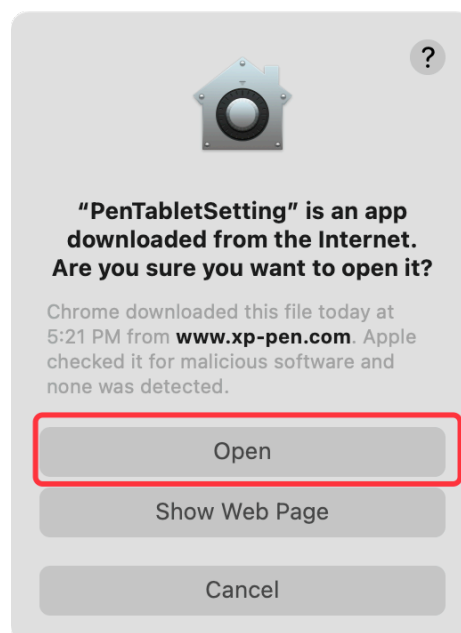 ?
“PenTabletSetting” is an app
downloaded from the Internet.
Are you sure you want to open it?
Chrome downloaded this file today at
5:21 PM from www.xp-pen.com. Apple
checked it for malicious software and
none was detected.
Open
Show Web Page
Cancel